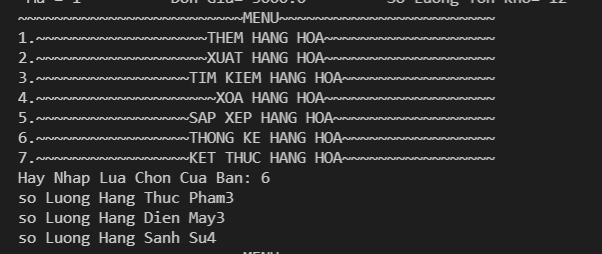 Ma = 1 Don Gia= 5000.0 So Luong Ton Kho= 12
~~~~~~~~~~~~~~~~~~~~~~~~~MENU~~~~~~~~~~~~~~~~~~~~~~~~
1.~~~~~~~~~~~~~~~~~~~THEM HANG HOA~~~~~~~~~~~~~~~~~~~
2.~~~~~~~~~~~~~~~~~~~XUAT HANG HOA~~~~~~~~~~~~~~~~~~~
3.~~~~~~~~~~~~~~~~~TIM KIEM HANG HOA~~~~~~~~~~~~~~~~~
4.~~~~~~~~~~~~~~~~~~~~XOA HANG HOA~~~~~~~~~~~~~~~~~~~
5.~~~~~~~~~~~~~~~~~SAP XEP HANG HOA~~~~~~~~~~~~~~~~~~
6.~~~~~~~~~~~~~~~~~THONG KE HANG HOA~~~~~~~~~~~~~~~~~
7.~~~~~~~~~~~~~~~~~KET THUC HANG HOA~~~~~~~~~~~~~~~~~
Hay Nhap Lua Chon Cua Ban: 6
so Luong Hang Thuc Pham3
so Luong Hang Dien May3
so Luong Hang Sanh Su4
MENU